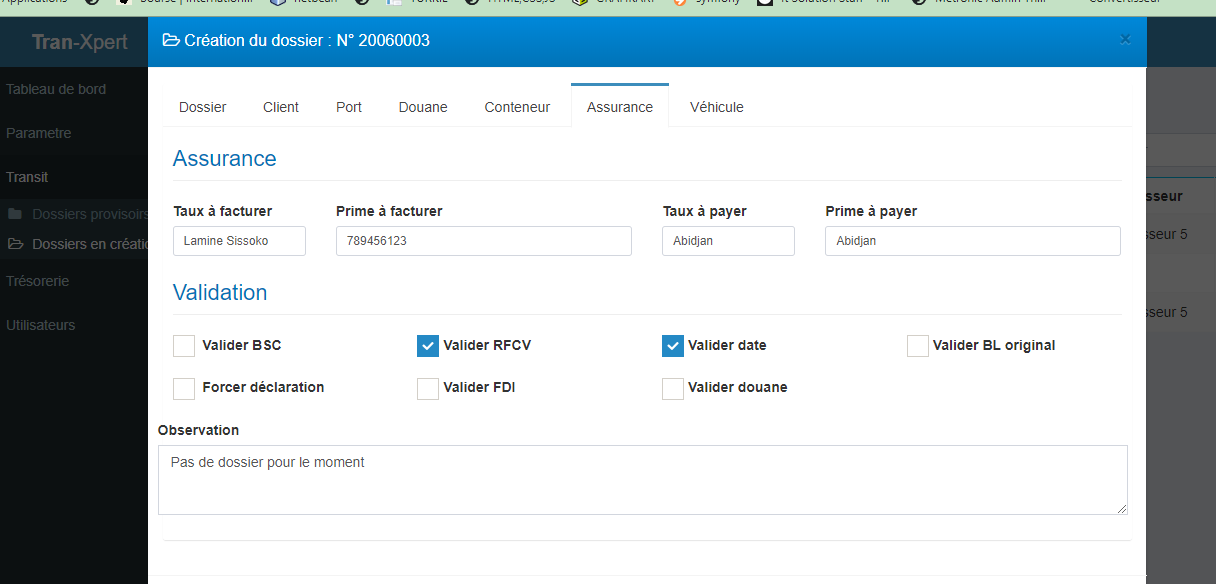 Applications
Tran-Xpert
Création du dossier : N° 20060003
×
Tableau de bord
Parametre
Transit
Dossiers provisoirs
Dossiers en créatio
Trésorerie
Utilisateurs
Dossier Client Port Douane Conteneur Assurance Véhicule
Assurance
Taux à facturer Prime à facturer Taux à payer Prime à payer
Lamine Sissoko 789456123 Abidjan Abidjan
Validation
Valider BSC Valider RFCV Valider date Valider BL original
Forcer déclaration Valider FDI Valider douane
Observation
Pas de dossier pour le moment
sseur
sseur 5
sseur 5